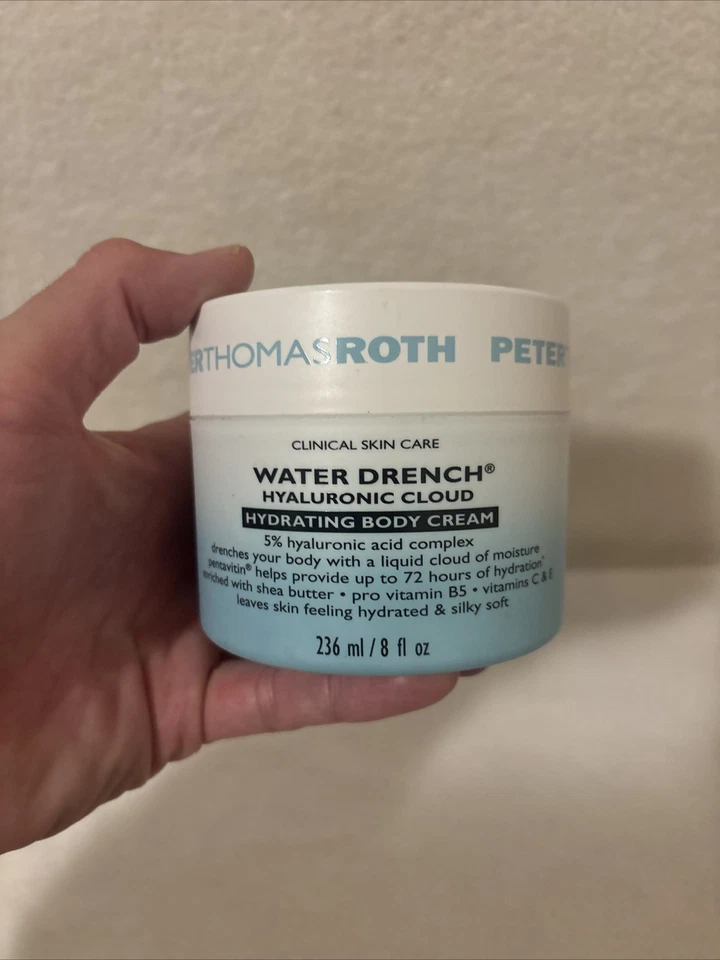 ERTHOMASROTH PETER
CLINICAL SKIN CARE
WATER DRENCH®
HYALURONIC CLOUD
HYDRATING BODY CREAM
5% hyaluronic acid complex
drenches your body with a liquid cloud of moisture
pentavitin® helps provide up to 72 hours of hydration*
enriched with shea butter • pro vitamin B5 • vitamins C & E
leaves skin feeling hydrated & silky soft
236 ml / 8 fl oz